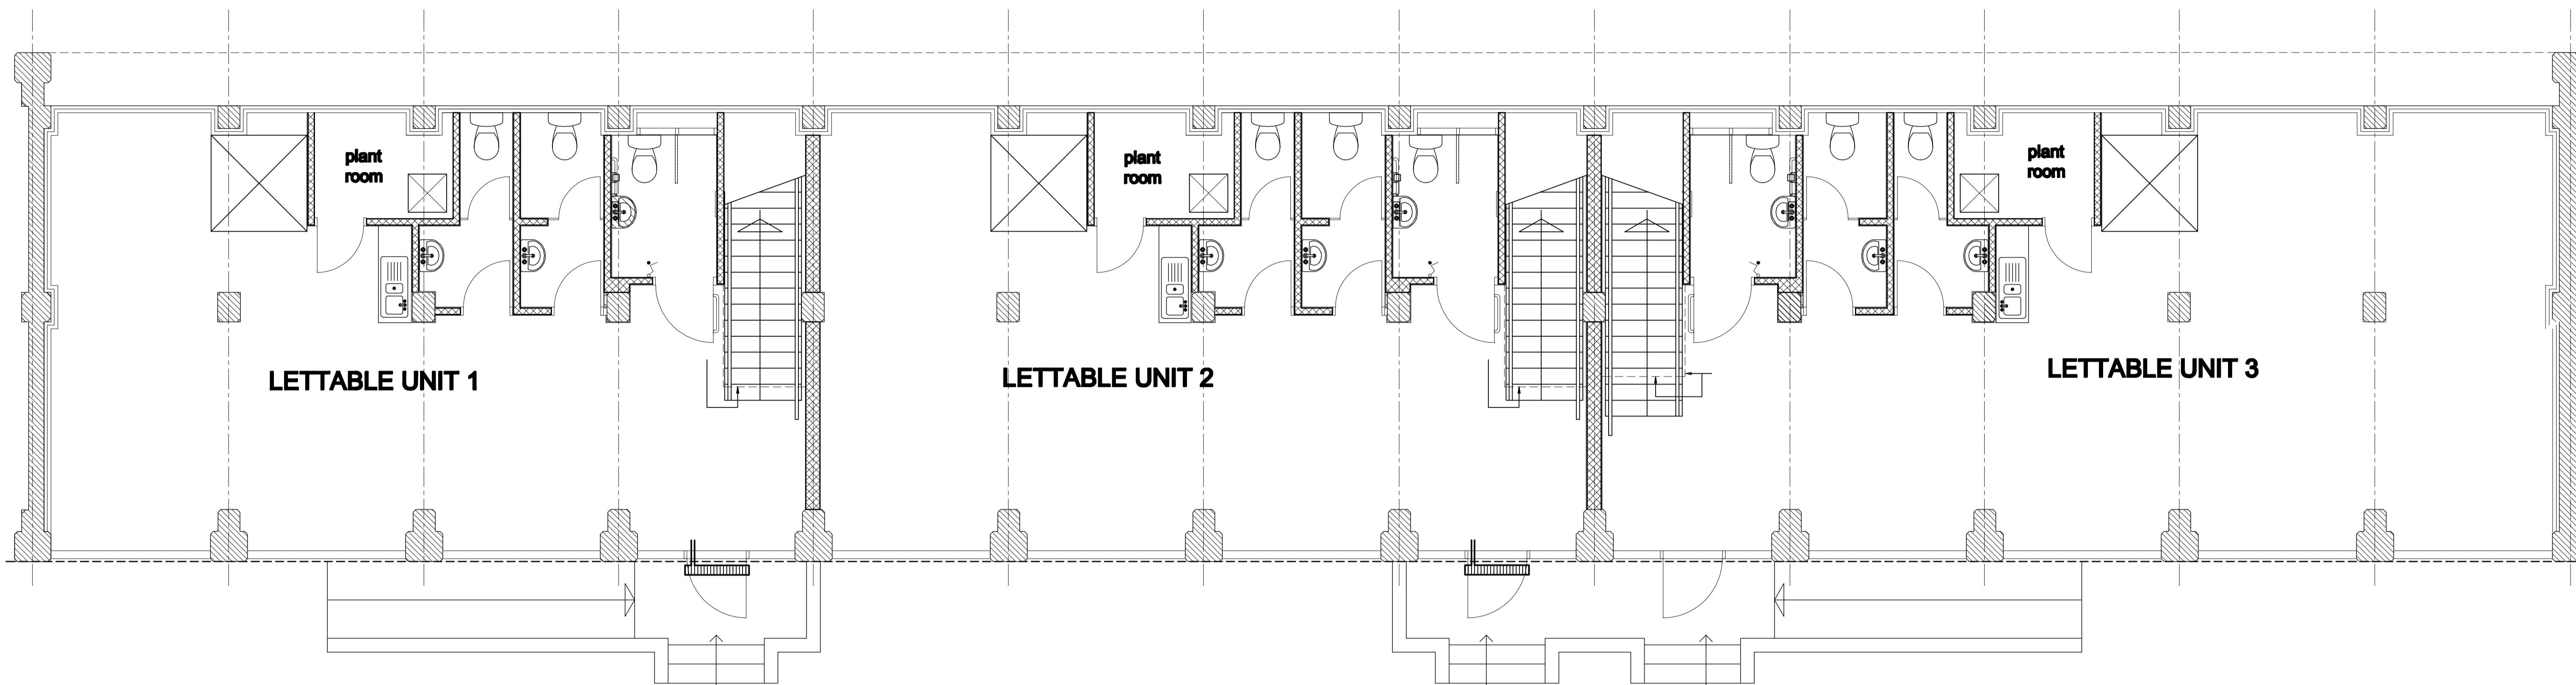 plant
room
plant
room
plant
room
LETTABLE UNIT 1
LETTABLE UNIT 2
LETTABLE UNIT 3